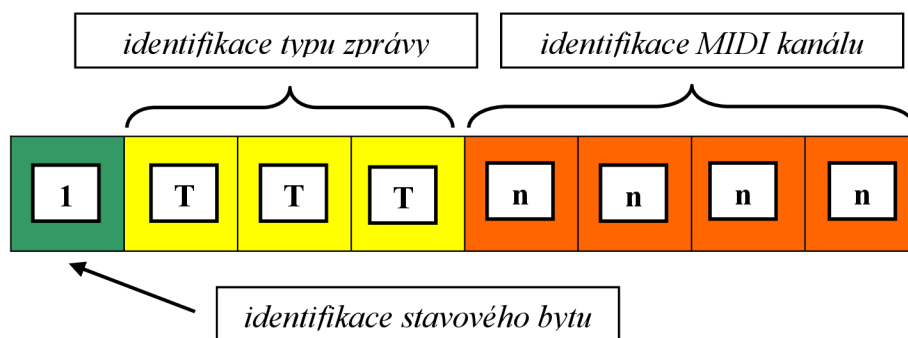 identifikace typu zprávy
identifikace MIDI kanálu
1 T T T n n n n
identifikace stavového bytu